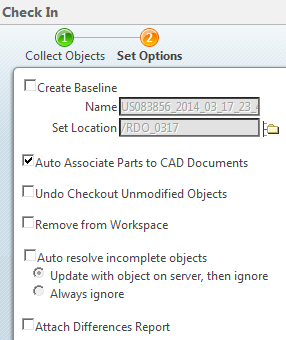 Check In
1 2
Collect Objects Set Options
Create Baseline
Name US083856_2014_03_17_23_4
Set Location /RDO_0317
Auto Associate Parts to CAD Documents
Undo Checkout Unmodified Objects
Remove from Workspace
Auto resolve incomplete objects
Update with object on server, then ignore
Always ignore
Attach Differences Report